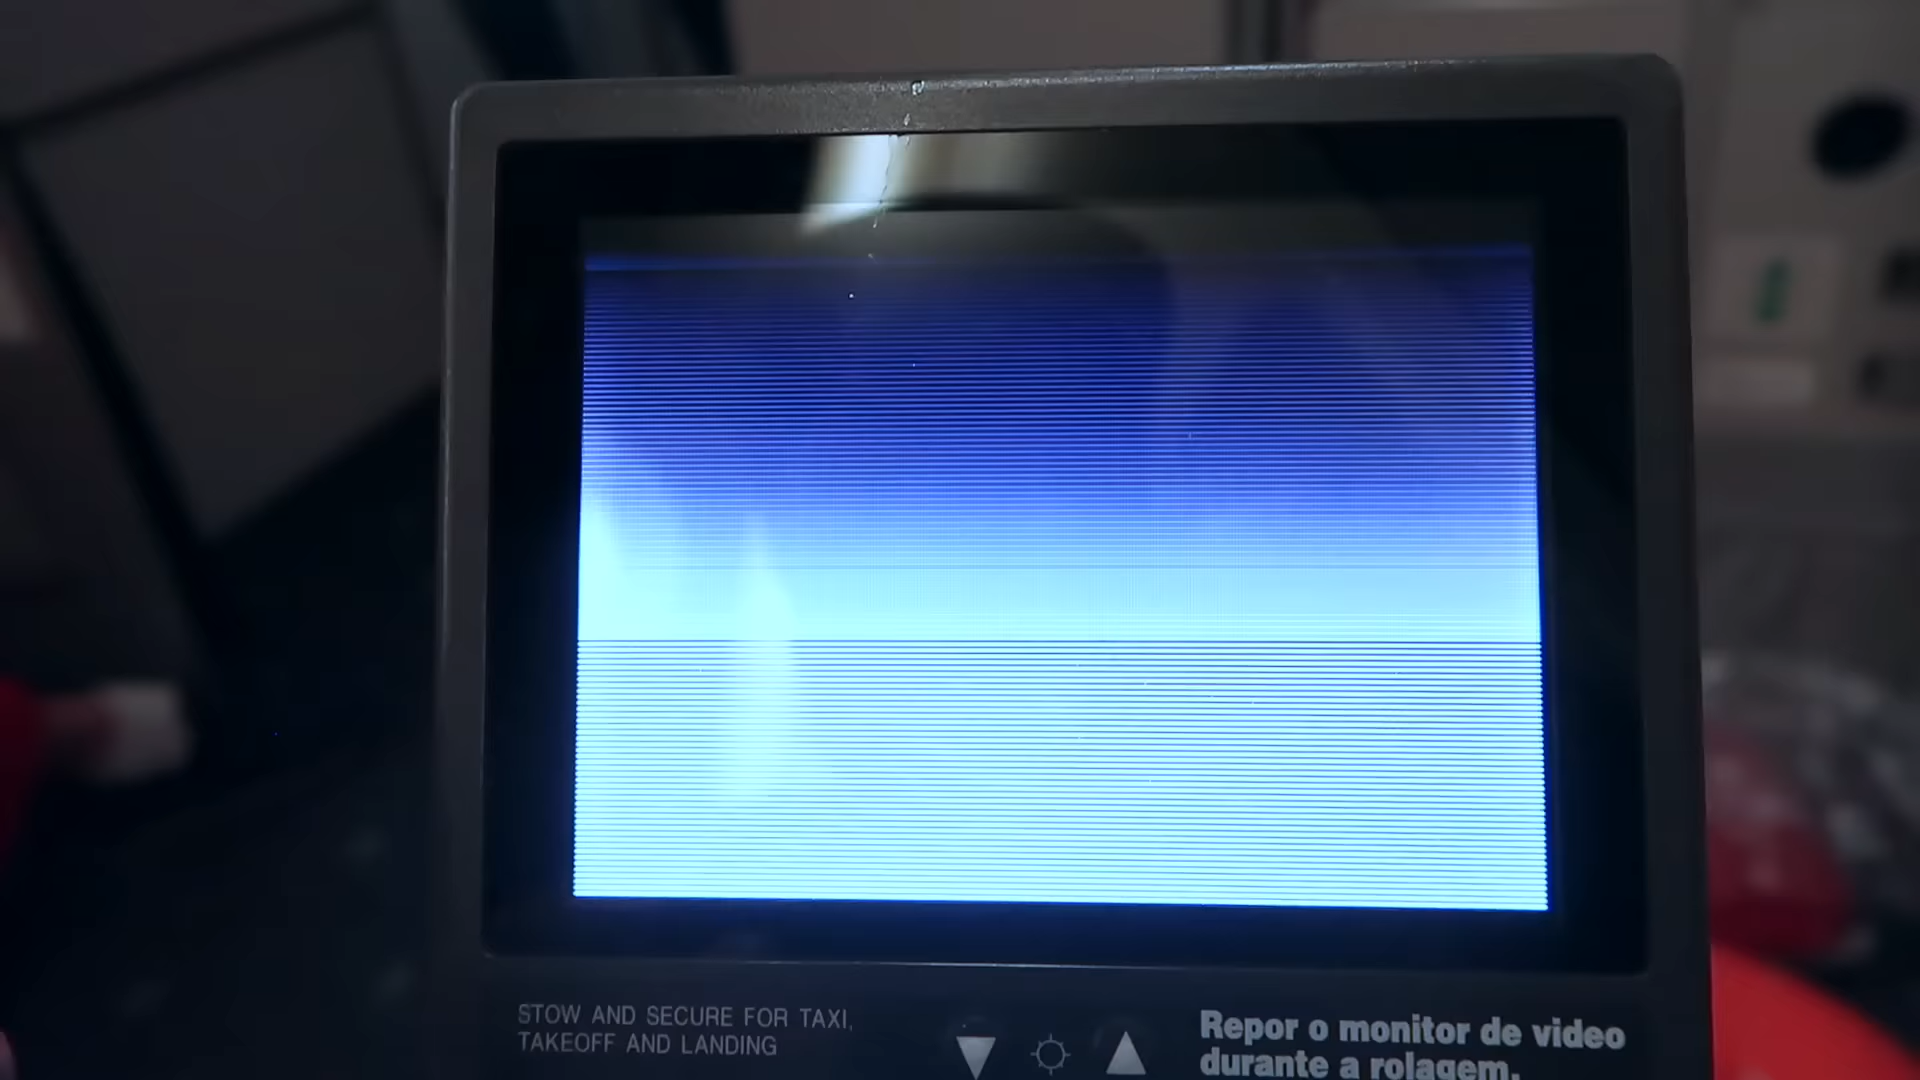 STOW AND SECURE FOR TAXI,
TAKEOFF AND LANDING
Repor o monitor de video
durante a rolagem.